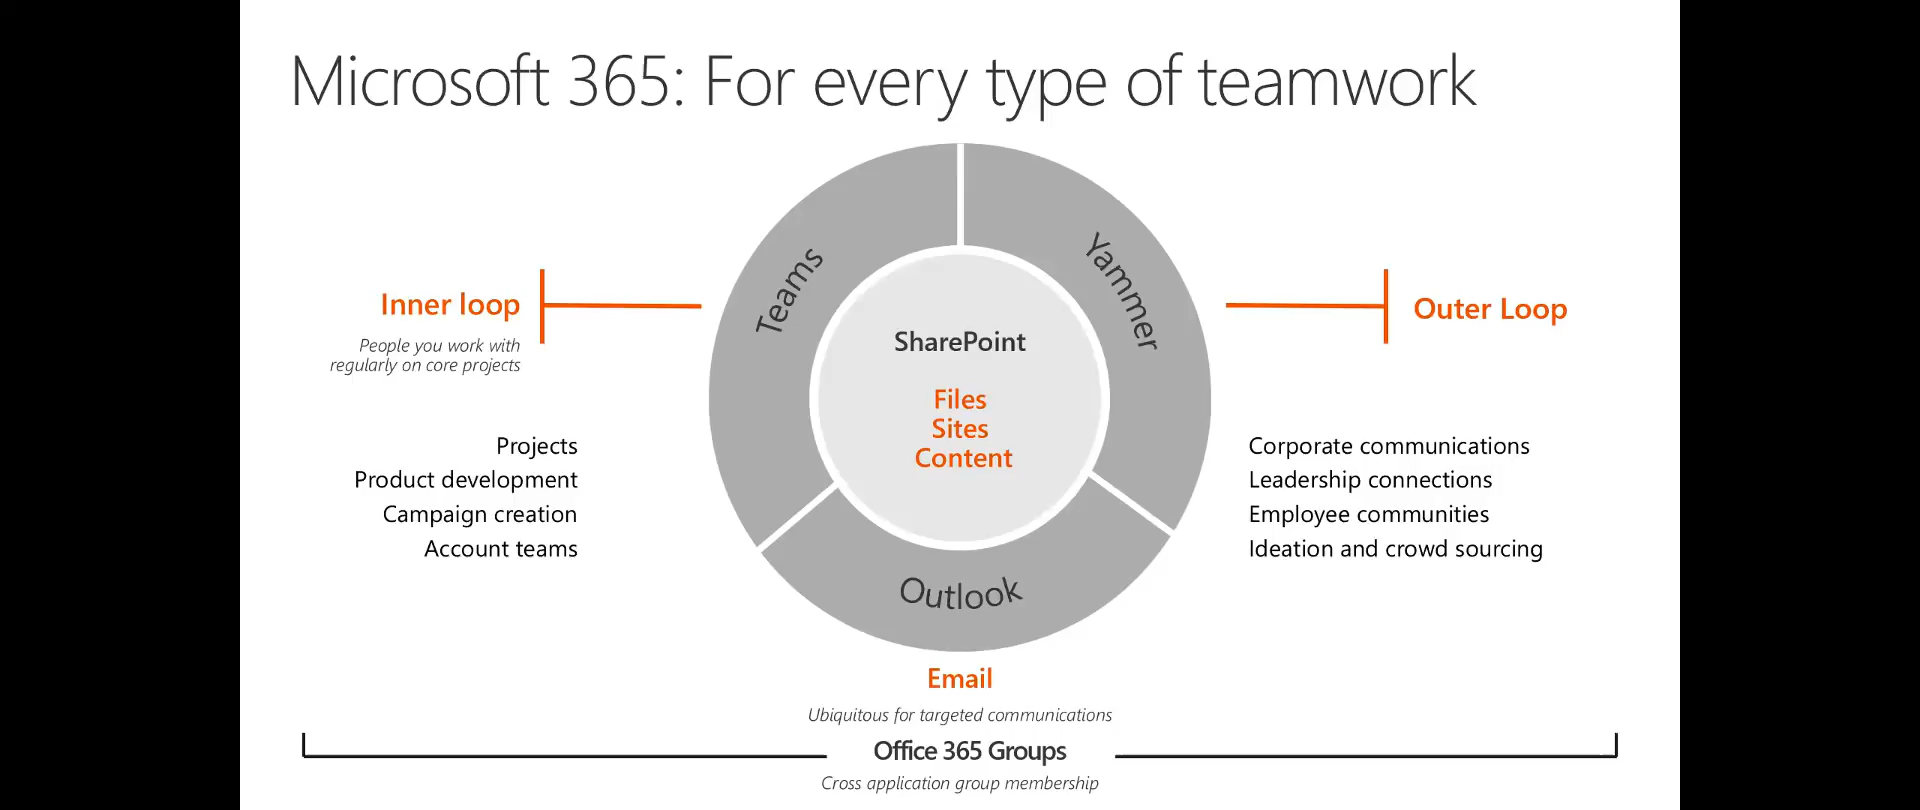 Microsoft 365: For every type of teamwork
Teams
Yammer
Inner loop
People you work with
regularly on core projects
Projects
Product development
Campaign creation
Account teams
SharePoint
Files
Sites
Content
Outer Loop
Corporate communications
Leadership connections
Employee communities
Ideation and crowd sourcing
Outlook
Email
Ubiquitous for targeted communications
Office 365 Groups
Cross application group membership